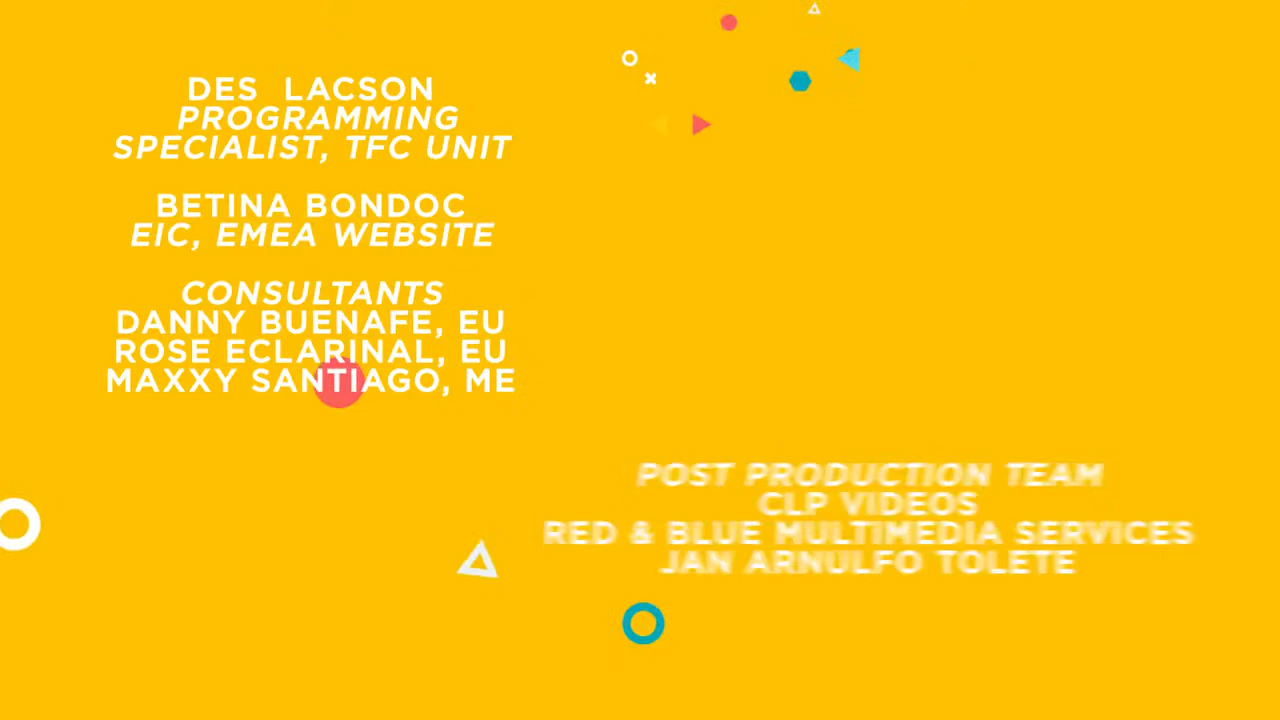 DES LACSON
PROGRAMMING
SPECIALIST, TFC UNIT
BETINA BONDOC
EIC, EMEA WEBSITE
CONSULTANTS
DANNY BUENAFE, EU
ROSE ECLARINAL, EU
MAXXY SANTIAGO, ME
POST PRODUCTION TEAM
CLP VIDEOS
RED & BLUE MULTIMEDIA SERVICES
JAN ARNULFO TOLETE